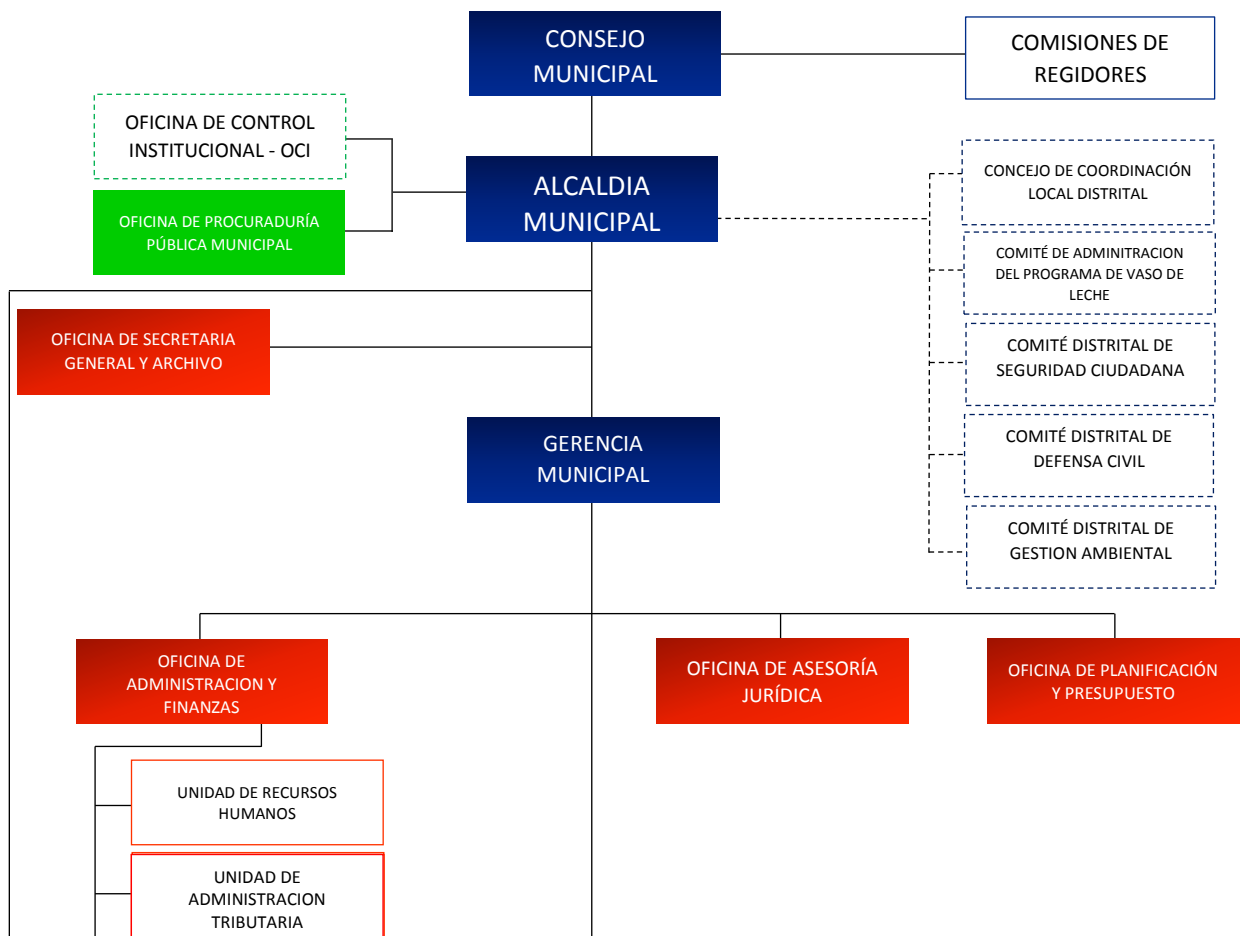 CONSEJO
MUNICIPAL
COMISIONES DE
REGIDORES
OFICINA DE CONTROL
INSTITUCIONAL - OCI
OFICINA DE PROCURADURÍA
PÚBLICA MUNICIPAL
ALCALDIA
MUNICIPAL
CONCEJO DE COORDINACIÓN
LOCAL DISTRITAL
COMITÉ DE ADMINITRACION
DEL PROGRAMA DE VASO DE
LECHE
COMITÉ DISTRITAL DE
SEGURIDAD CIUDADANA
COMITÉ DISTRITAL DE
DEFENSA CIVIL
COMITÉ DISTRITAL DE
GESTION AMBIENTAL
OFICINA DE SECRETARIA
GENERAL Y ARCHIVO
GERENCIA
MUNICIPAL
OFICINA DE
ADMINISTRACION Y
FINANZAS
OFICINA DE ASESORÍA
JURÍDICA
OFICINA DE PLANIFICACIÓN
Y PRESUPUESTO
UNIDAD DE RECURSOS
HUMANOS
UNIDAD DE
ADMINISTRACION
TRIBUTARIA